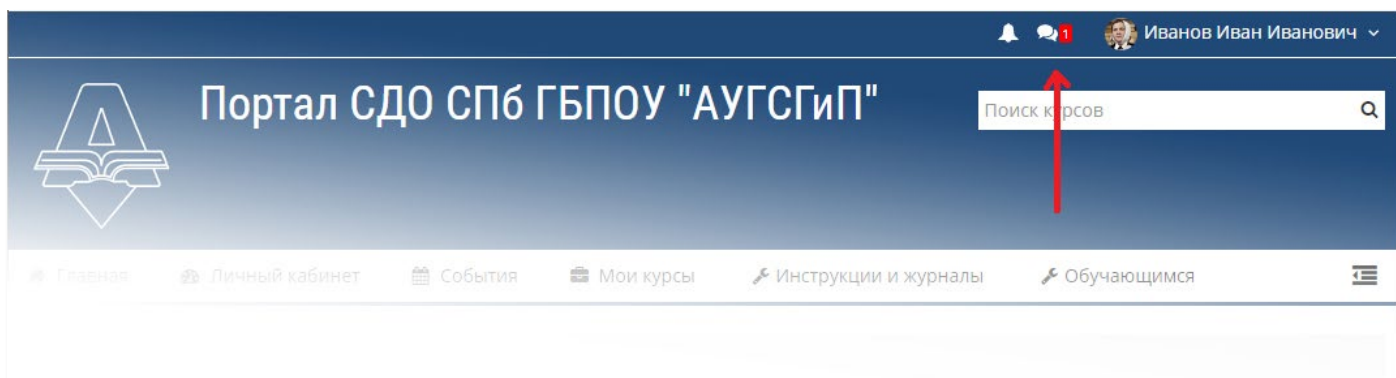 1 Иванов Иван Иванович
Портал СДО СПб ГБПОУ "АУГСГиП"
Поиск курсов
Главная Личный кабинет События Мои курсы Инструкции и журналы Обучающимся